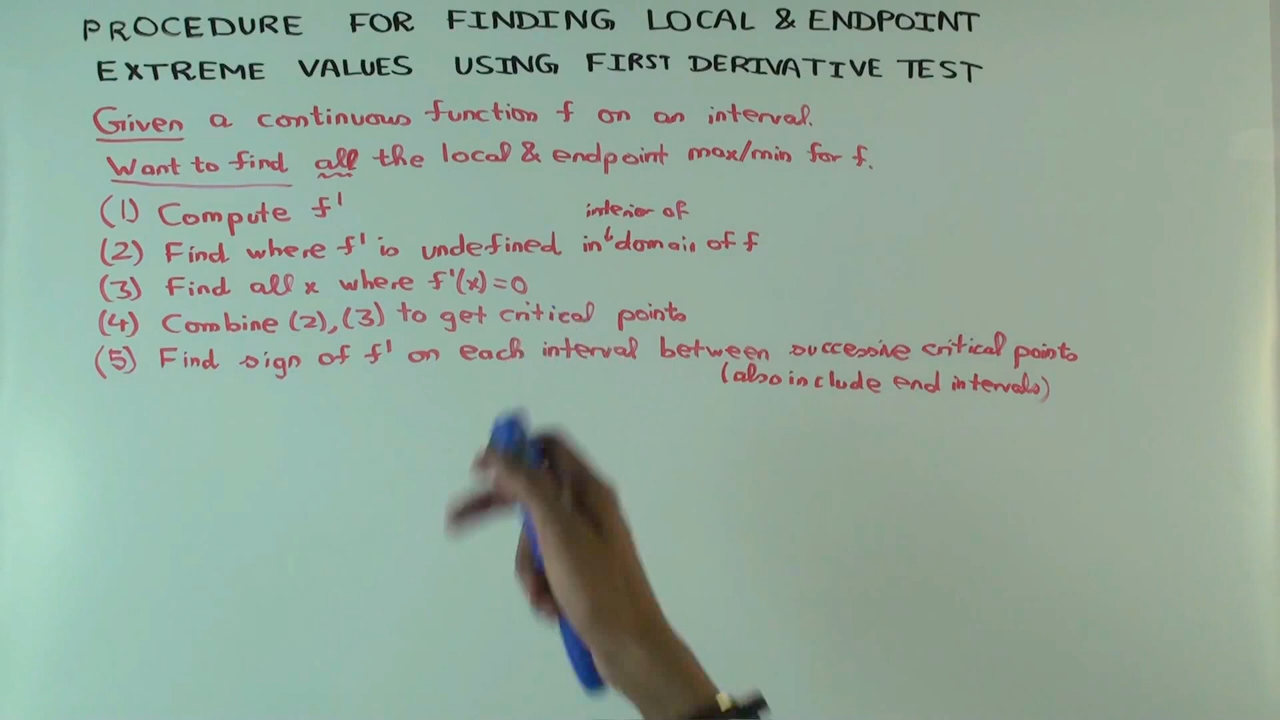 PROCEDURE FOR FINDING LOCAL & ENDPOINT
EXTREME VALUES USING FIRST DERIVATIVE TEST
Given a continuous function f on an interval.
Want to find all the local & endpoint max/min for f.
(1) Compute f'
(2) Find where f' is undefined in interior of domain of f
(3) Find all x where f'(x)=0
(4) Combine (2),(3) to get critical points
(5) Find sign of f' on each interval between successive critical points
(also include end intervals)